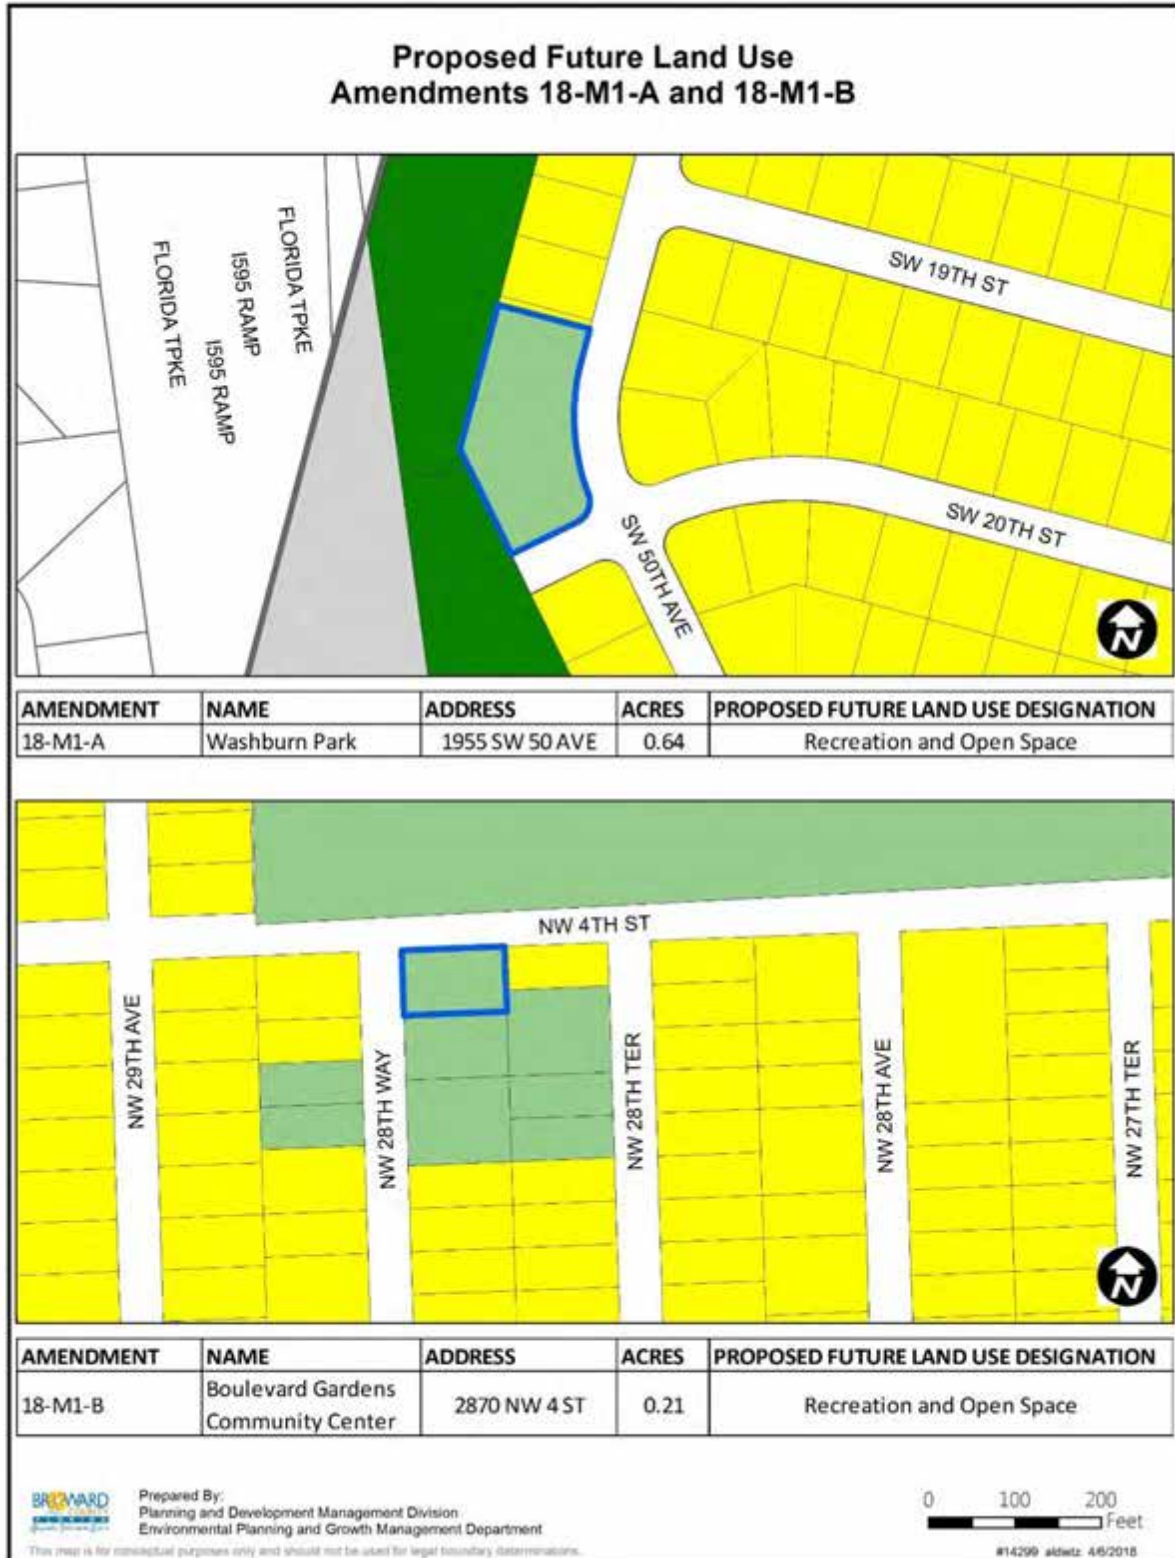 Proposed Future Land Use
Amendments 18-M1-A and 18-M1-B
FLORIDA TPKE
I595 RAMP
I595 RAMP
FLORIDA TPKE
SW 19TH ST
SW 20TH ST
SW 50TH AVE
N
AMENDMENT NAME ADDRESS ACRES PROPOSED FUTURE LAND USE DESIGNATION
18-M1-A Washburn Park 1955 SW 50 AVE 0.64 Recreation and Open Space
NW 4TH ST
NW 29TH AVE
NW 28TH WAY
NW 28TH TER
NW 28TH AVE
NW 27TH TER
N
AMENDMENT NAME ADDRESS ACRES PROPOSED FUTURE LAND USE DESIGNATION
18-M1-B Boulevard Gardens Community Center 2870 NW 4 ST 0.21 Recreation and Open Space
BROWARD
COUNTY
FLORIDA
Prepared By:
Planning and Development Management Division
Environmental Planning and Growth Management Department
This map is for conceptual purposes only and should not be used for legal boundary determinations.
0 100 200
Feet
#14299 4/6/2018